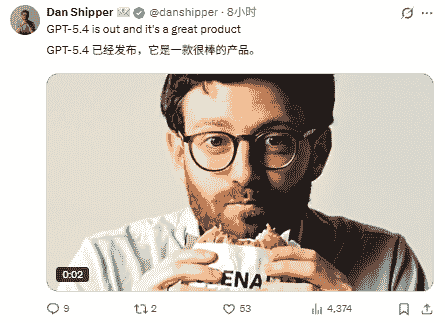 Dan Shipper @danshipper · 8小时
GPT-5.4 is out and it's a great product
GPT-5.4 已经发布，它是一款很棒的产品。
ENA
0:02
9 2 53 4,374